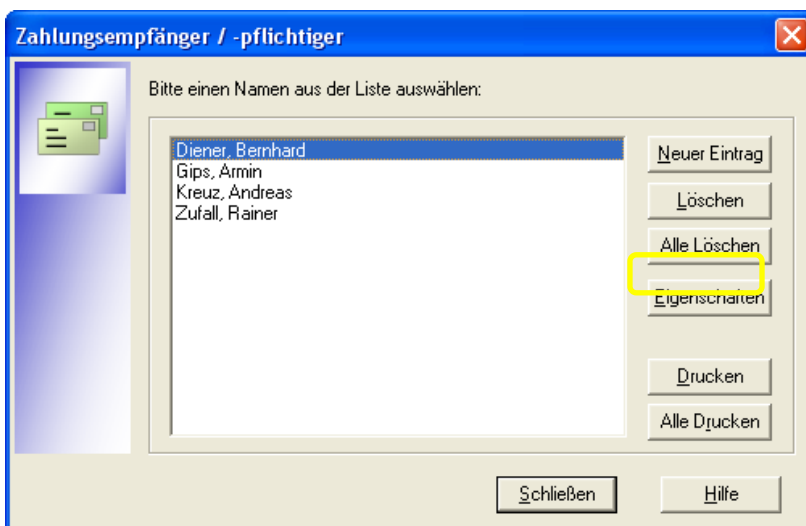 Zahlungsempfänger / -pflichtiger
Bitte einen Namen aus der Liste auswählen:
Diener, Bernhard
Gips, Armin
Kreuz, Andreas
Zufall, Rainer
Neuer Eintrag
Löschen
Alle Löschen
Eigenschaften
Drucken
Alle Drucken
Schließen
Hilfe